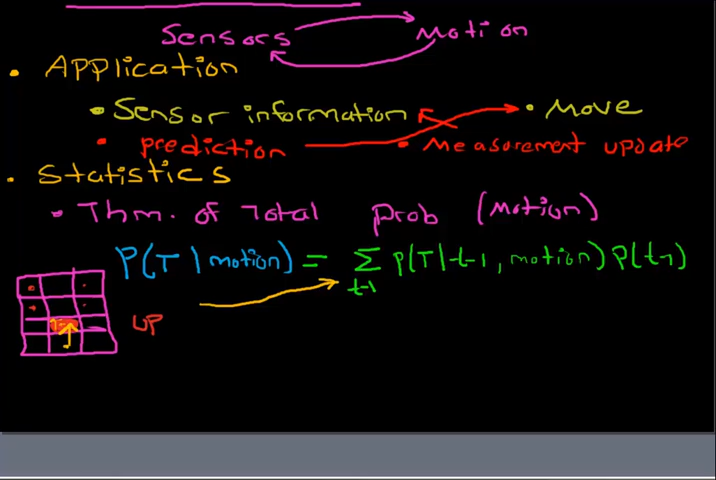 Sensors Motion
• Application
• Sensor information • Move
• prediction • Measurement update
• Statistics
• Thm. of Total Prob (Motion)
P(T | motion) = Σ P(T | t-1, motion) P(t-1)
t-1
UP